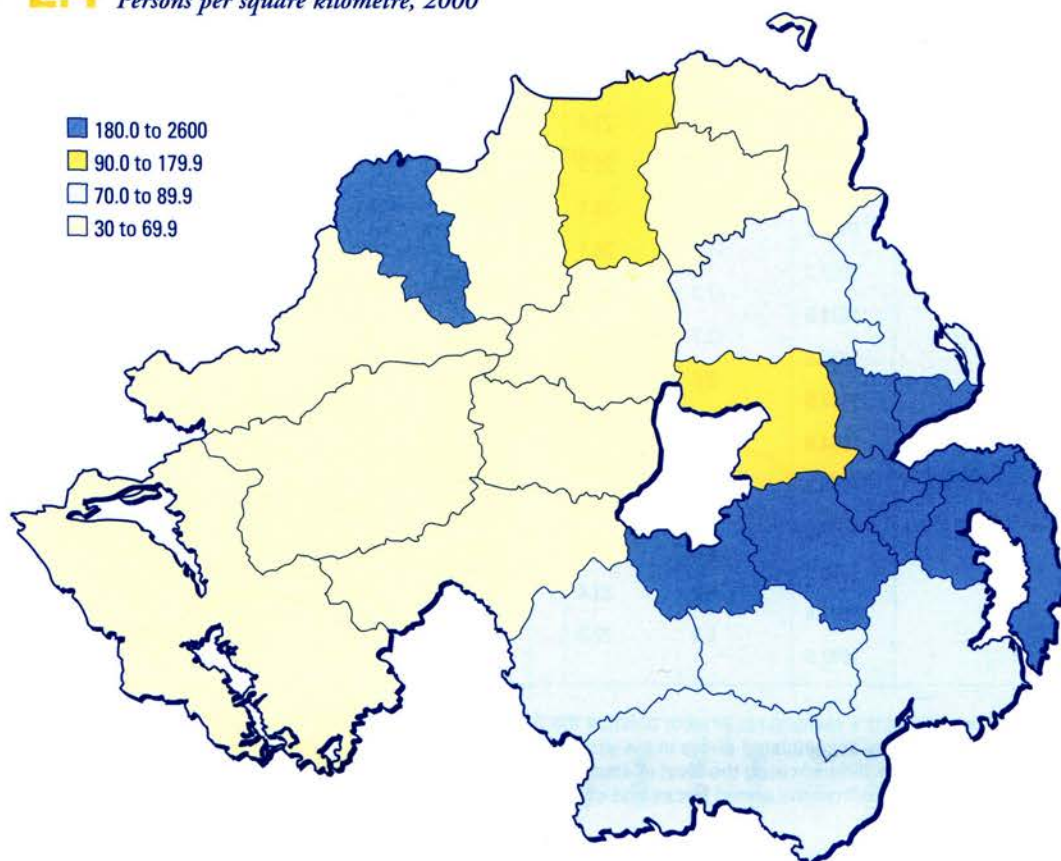 Persons per square kilometre, 2000
180.0 to 2600
90.0 to 179.9
70.0 to 89.9
30 to 69.9